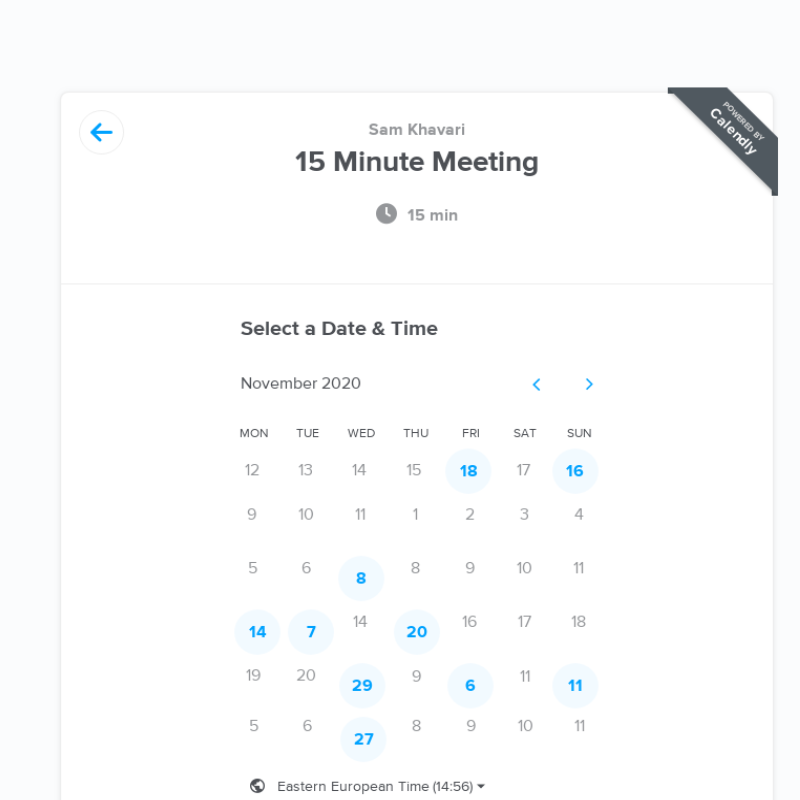 POWERED BY
Calendly
Sam Khavari
15 Minute Meeting
15 min
Select a Date & Time
November 2020
MON TUE WED THU FRI SAT SUN
12 13 14 15 18 17 16
9 10 11 1 2 3 4
5 6 8 8 9 10 11
14 7 14 20 16 17 18
19 20 29 9 6 11 11
5 6 27 8 9 10 11
Eastern European Time (14:56)